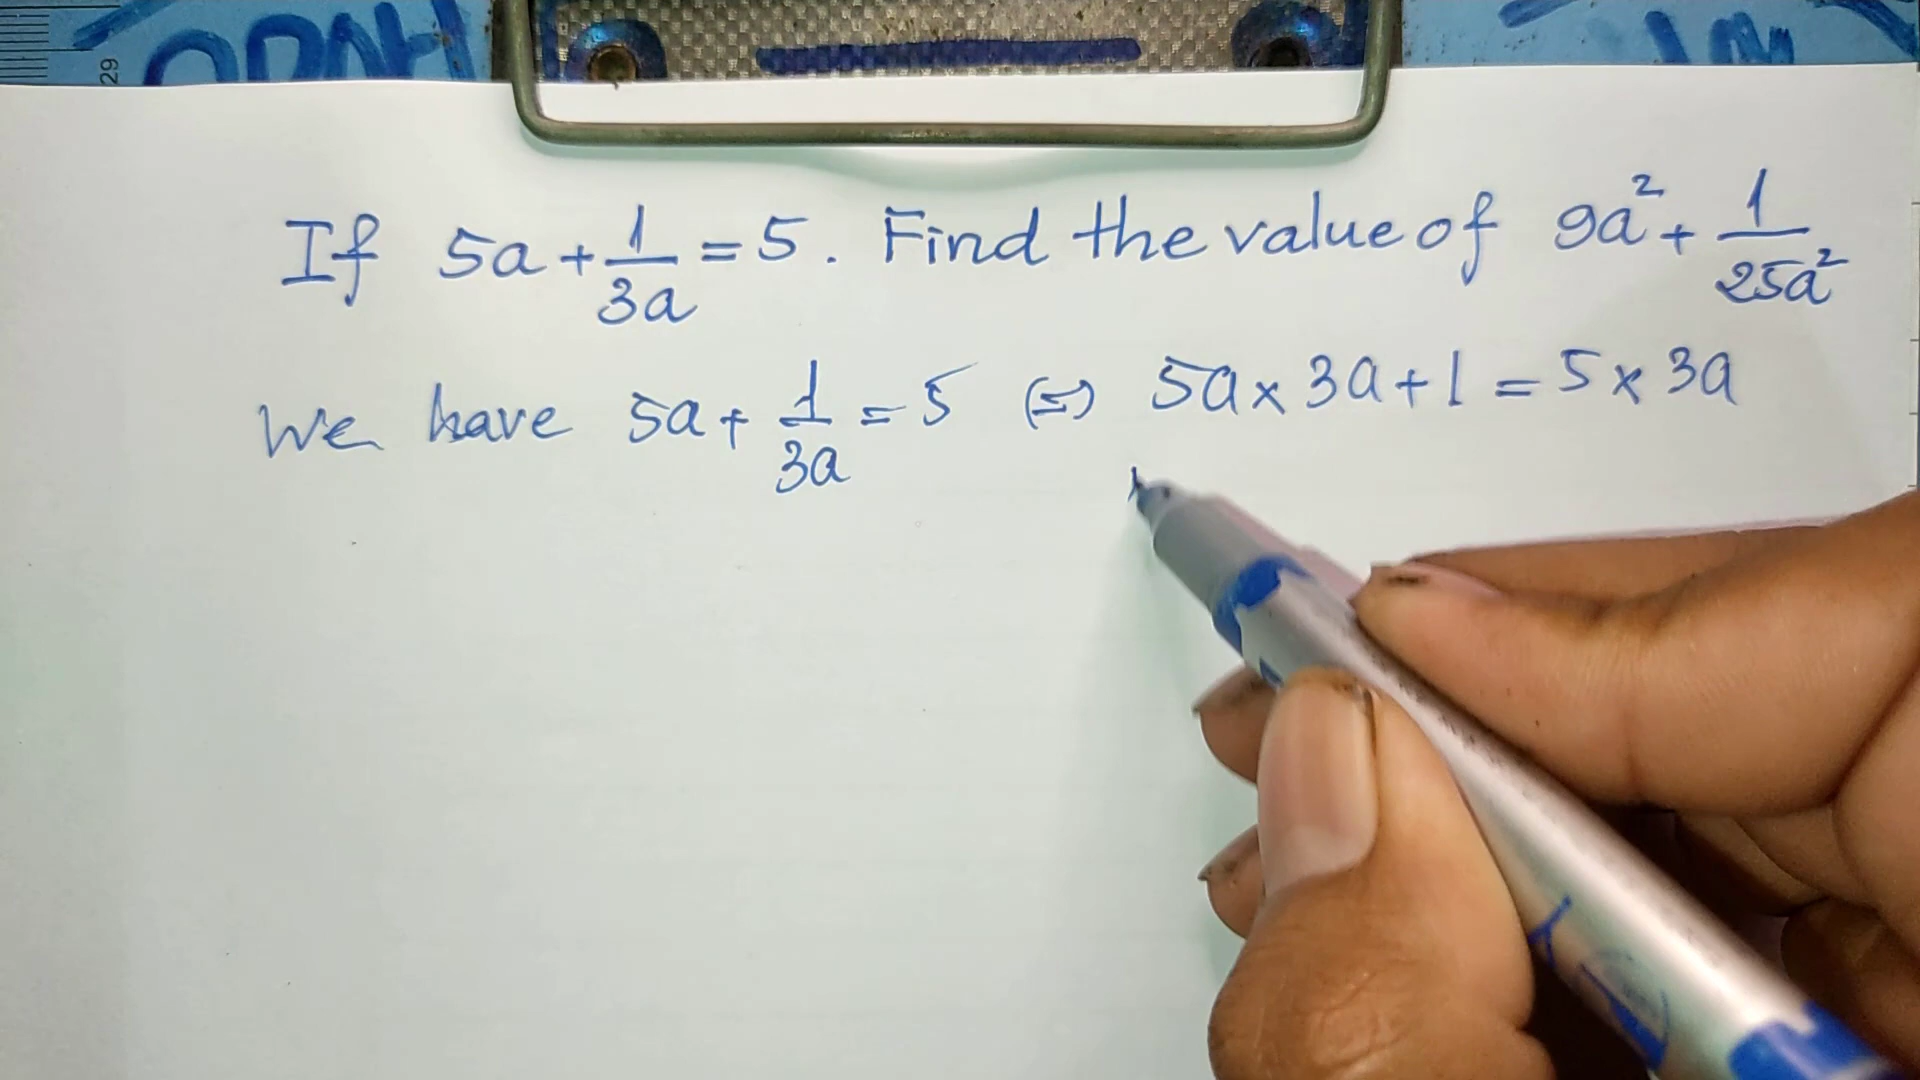 29
If 5a + 1/3a = 5. Find the value of 9a² + 1/25a²
We have 5a + 1/3a = 5 (=) 5a × 3a + 1 = 5 × 3a